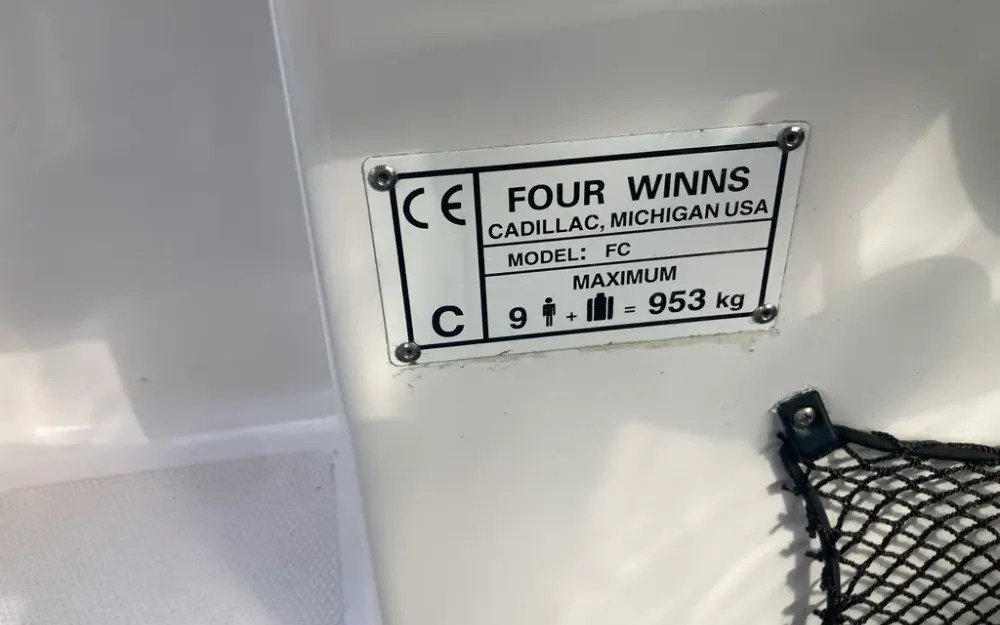 CE
FOUR WINNS
CADILLAC, MICHIGAN USA
MODEL: FC
MAXIMUM
C
9 + = 953 kg